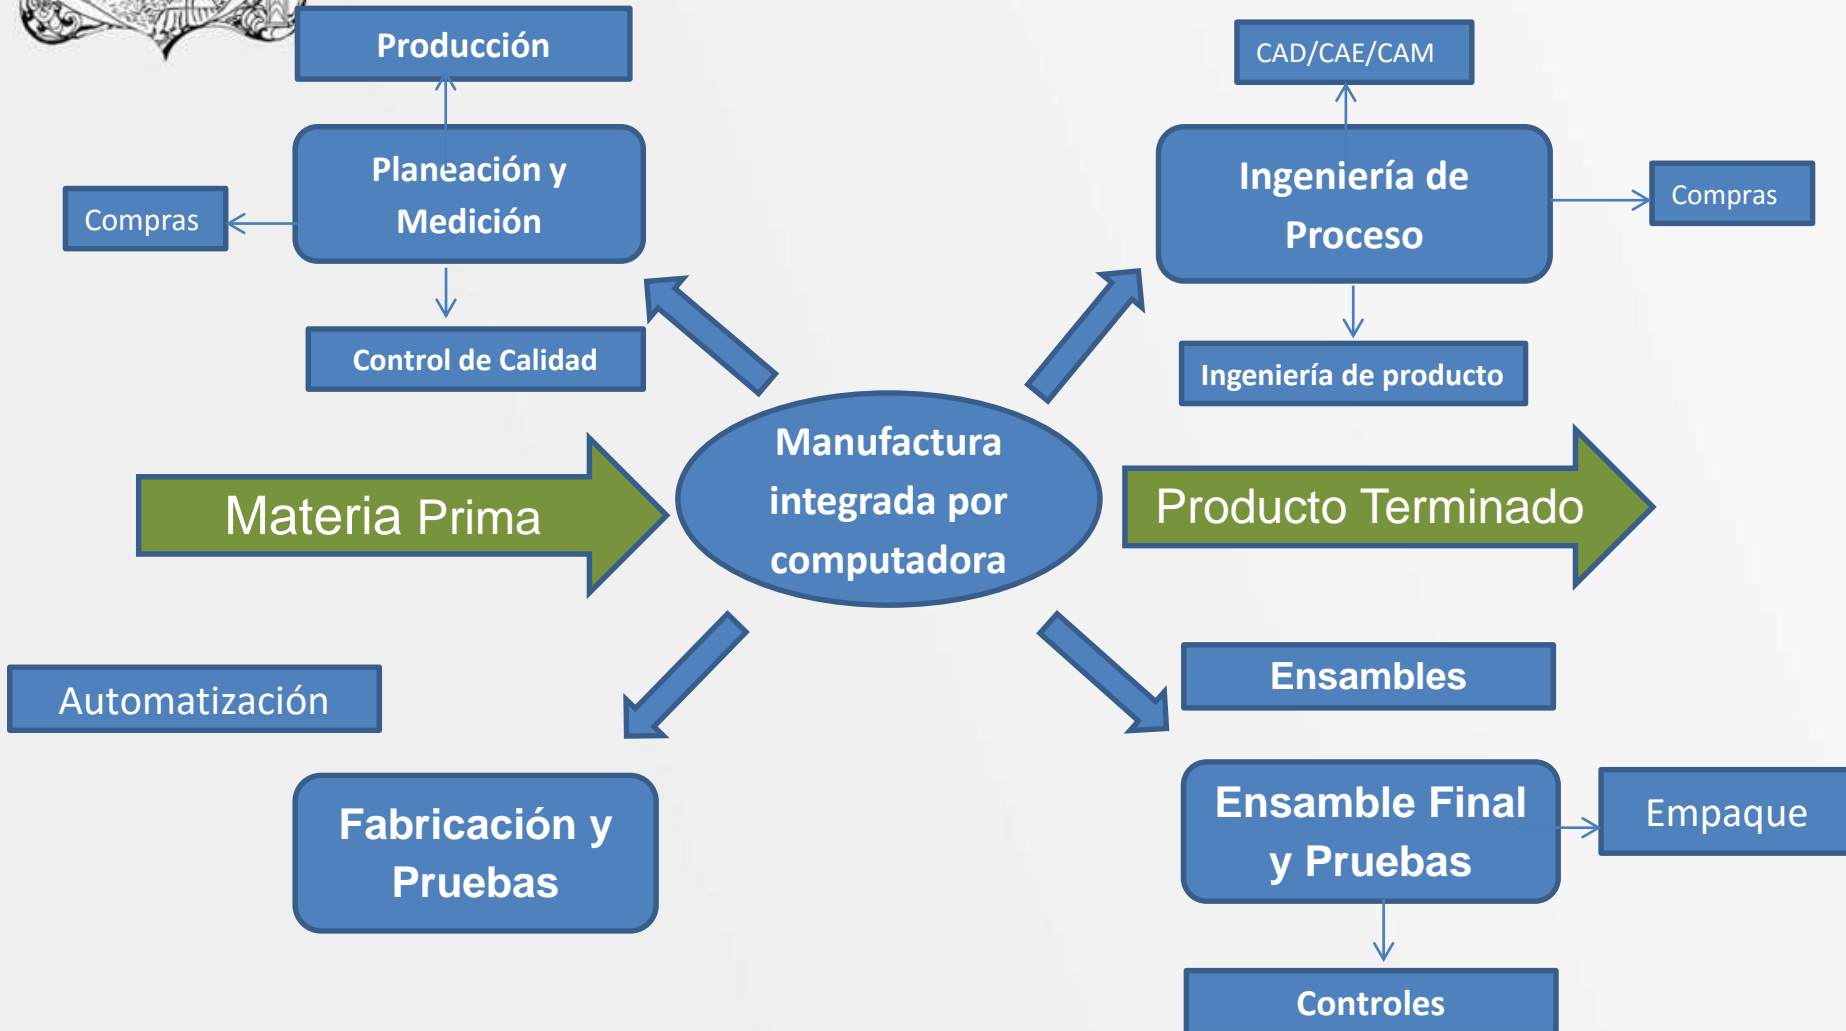 Producción
CAD/CAE/CAM
Planeación y
Medición
Ingeniería de
Proceso
Compras
Compras
Control de Calidad
Ingeniería de producto
Manufactura
integrada por
computadora
Materia Prima
Producto Terminado
Ensambles
Automatización
Fabricación y
Pruebas
Ensamble Final
y Pruebas
Empaque
Controles